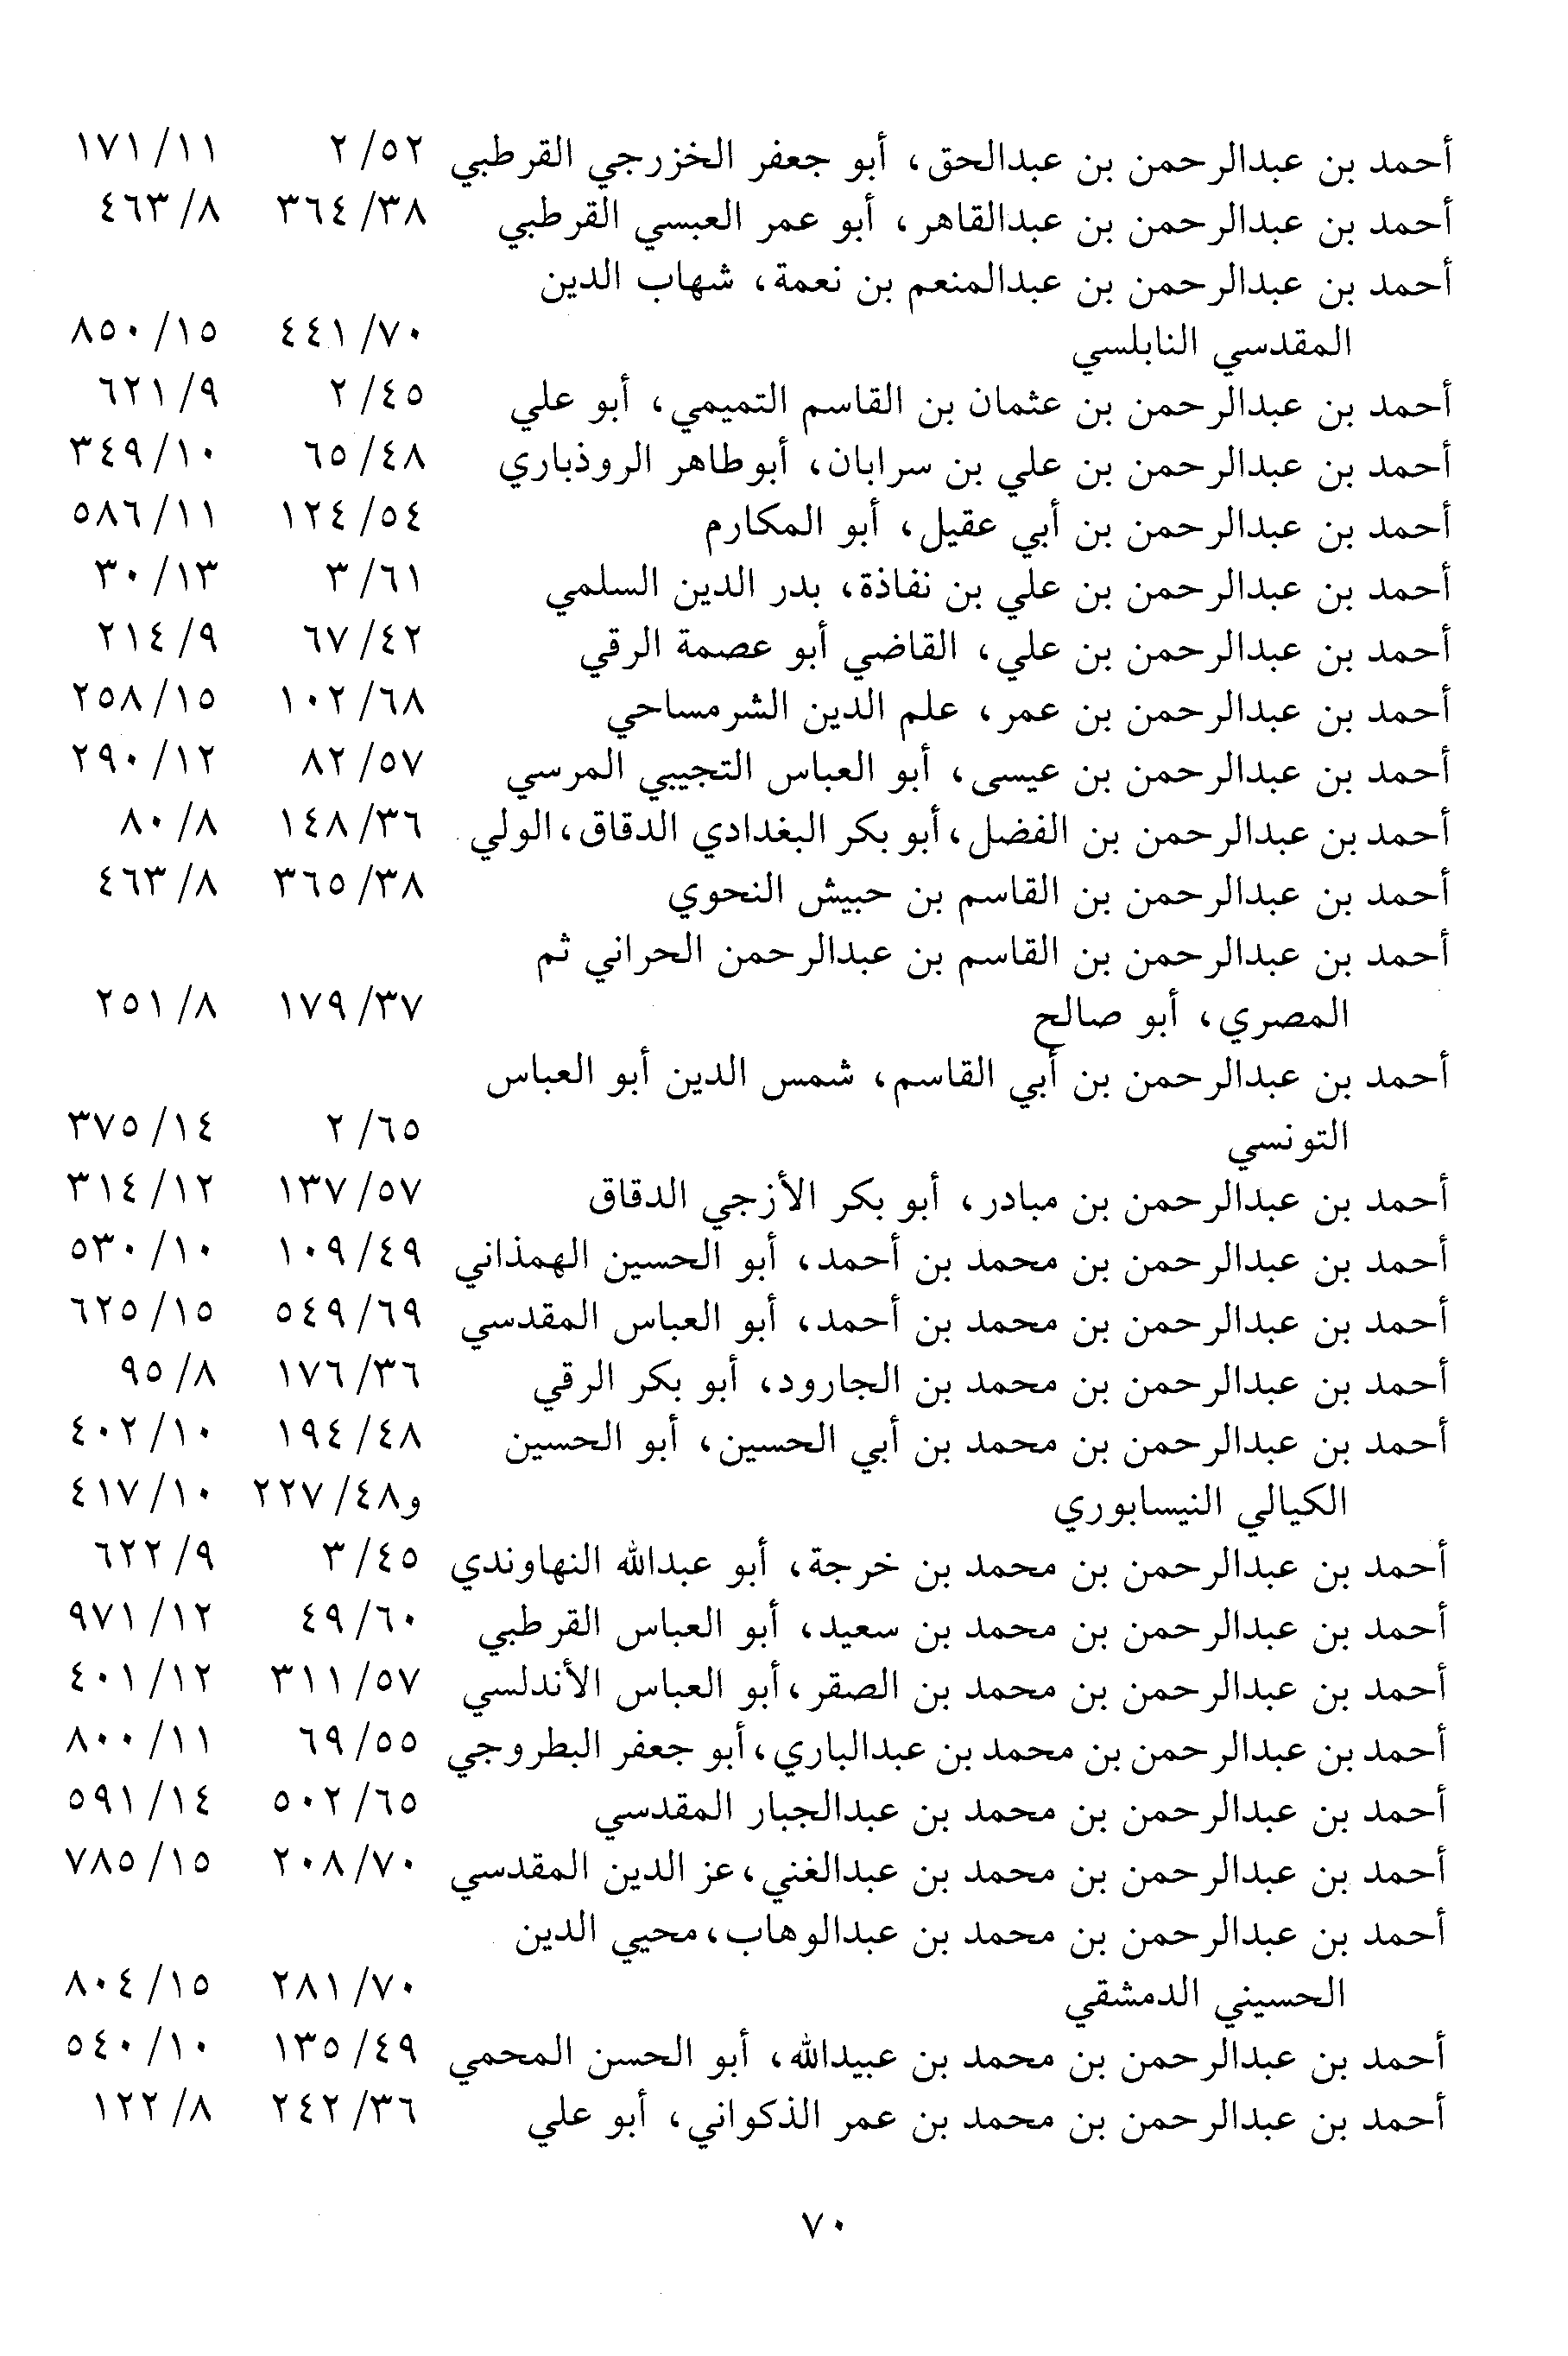 أحمد بن عبدالرحمن بن عبدالحق، أبو جعفر الخزرجي القرطبي ٥٢/ ٢ ١١/ ١٧١
أحمد بن عبدالرحمن بن عبدالقاهر، أبو عمر العبسي القرطبي ٣٨/ ٣٦٤ ٨/ ٤٦٣
أحمد بن عبدالرحمن بن عبدالمنعم بن نعمة، شهاب الدين
المقدسي النابلسي ٧٠/ ٤٤١ ١٥/ ٨٥٠
أحمد بن عبدالرحمن بن عثمان بن القاسم التميمي، أبو علي ٤٥/ ٢ ٩/ ٦٢١
أحمد بن عبدالرحمن بن علي بن سرابان، أبوطاهر الروذباري ٤٨/ ٦٥ ١٠/ ٣٤٩
أحمد بن عبدالرحمن بن أبي عقيل، أبو المكارم ٥٤/ ١٢٤ ١١/ ٥٨٦
أحمد بن عبدالرحمن بن علي بن نفاذة، بدر الدين السلمي ٦١/ ٣ ١٣/ ٣٠
أحمد بن عبدالرحمن بن علي، القاضي أبو عصمة الرقي ٤٢/ ٦٧ ٩/ ٢١٤
أحمد بن عبدالرحمن بن عمر، علم الدين الشرمساحي ٦٨/ ١٠٢ ١٥/ ٢٥٨
أحمد بن عبدالرحمن بن عيسى، أبو العباس التجيبي المرسي ٥٧/ ٨٢ ١٢/ ٢٩٠
أحمد بن عبدالرحمن بن الفضل، أبو بكر البغدادي الدقاق، الولي ٣٦/ ١٤٨ ٨/ ٨٠
أحمد بن عبدالرحمن بن القاسم بن حبيش النحوي ٣٨/ ٣٦٥ ٨/ ٤٦٣
أحمد بن عبدالرحمن بن القاسم بن عبدالرحمن الحراني ثم
المصري، أبو صالح ٣٧/ ١٧٩ ٨/ ٢٥١
أحمد بن عبدالرحمن بن أبي القاسم، شمس الدين أبو العباس
التونسي ٦٥/ ٢ ١٤/ ٣٧٥
أحمد بن عبدالرحمن بن مبادر، أبو بكر الأزجي الدقاق ٥٧/ ١٣٧ ١٢/ ٣١٤
أحمد بن عبدالرحمن بن محمد بن أحمد، أبو الحسين الهمذاني ٤٩/ ١٠٩ ١٠/ ٥٣٠
أحمد بن عبدالرحمن بن محمد بن أحمد، أبو العباس المقدسي ٦٩/ ٥٤٩ ١٥/ ٦٢٥
أحمد بن عبدالرحمن بن محمد بن الجارود، أبو بكر الرقي ٣٦/ ١٧٦ ٨/ ٩٥
أحمد بن عبدالرحمن بن محمد بن أبي الحسين، أبو الحسين ٤٨/ ١٩٤ ١٠/ ٤٠٢
الكيالي النيسابوري و٤٨/ ٢٢٧ ١٠/ ٤١٧
أحمد بن عبدالرحمن بن محمد بن خرجة، أبو عبدالله النهاوندي ٤٥/ ٣ ٩/ ٦٢٢
أحمد بن عبدالرحمن بن محمد بن سعيد، أبو العباس القرطبي ٦٠/ ٤٩ ١٢/ ٩٧١
أحمد بن عبدالرحمن بن محمد بن الصقر، أبو العباس الأندلسي ٥٧/ ٣١١ ١٢/ ٤٠١
أحمد بن عبدالرحمن بن محمد بن عبدالباري، أبو جعفر البطروجي ٥٥/ ٦٩ ١١/ ٨٠٠
أحمد بن عبدالرحمن بن محمد بن عبدالجبار المقدسي ٦٥/ ٥٠٢ ١٤/ ٥٩١
أحمد بن عبدالرحمن بن محمد بن عبدالغني، عز الدين المقدسي ٧٠/ ٢٠٨ ١٥/ ٧٨٥
أحمد بن عبدالرحمن بن محمد بن عبدالوهاب، محيي الدين
الحسيني الدمشقي ٧٠/ ٢٨١ ١٥/ ٨٠٤
أحمد بن عبدالرحمن بن محمد بن عبيدالله، أبو الحسن المحمي ٤٩/ ١٣٥ ١٠/ ٥٤٠
أحمد بن عبدالرحمن بن محمد بن عمر الذكواني، أبو علي ٣٦/ ٢٤٢ ٨/ ١٢٢
٧٠